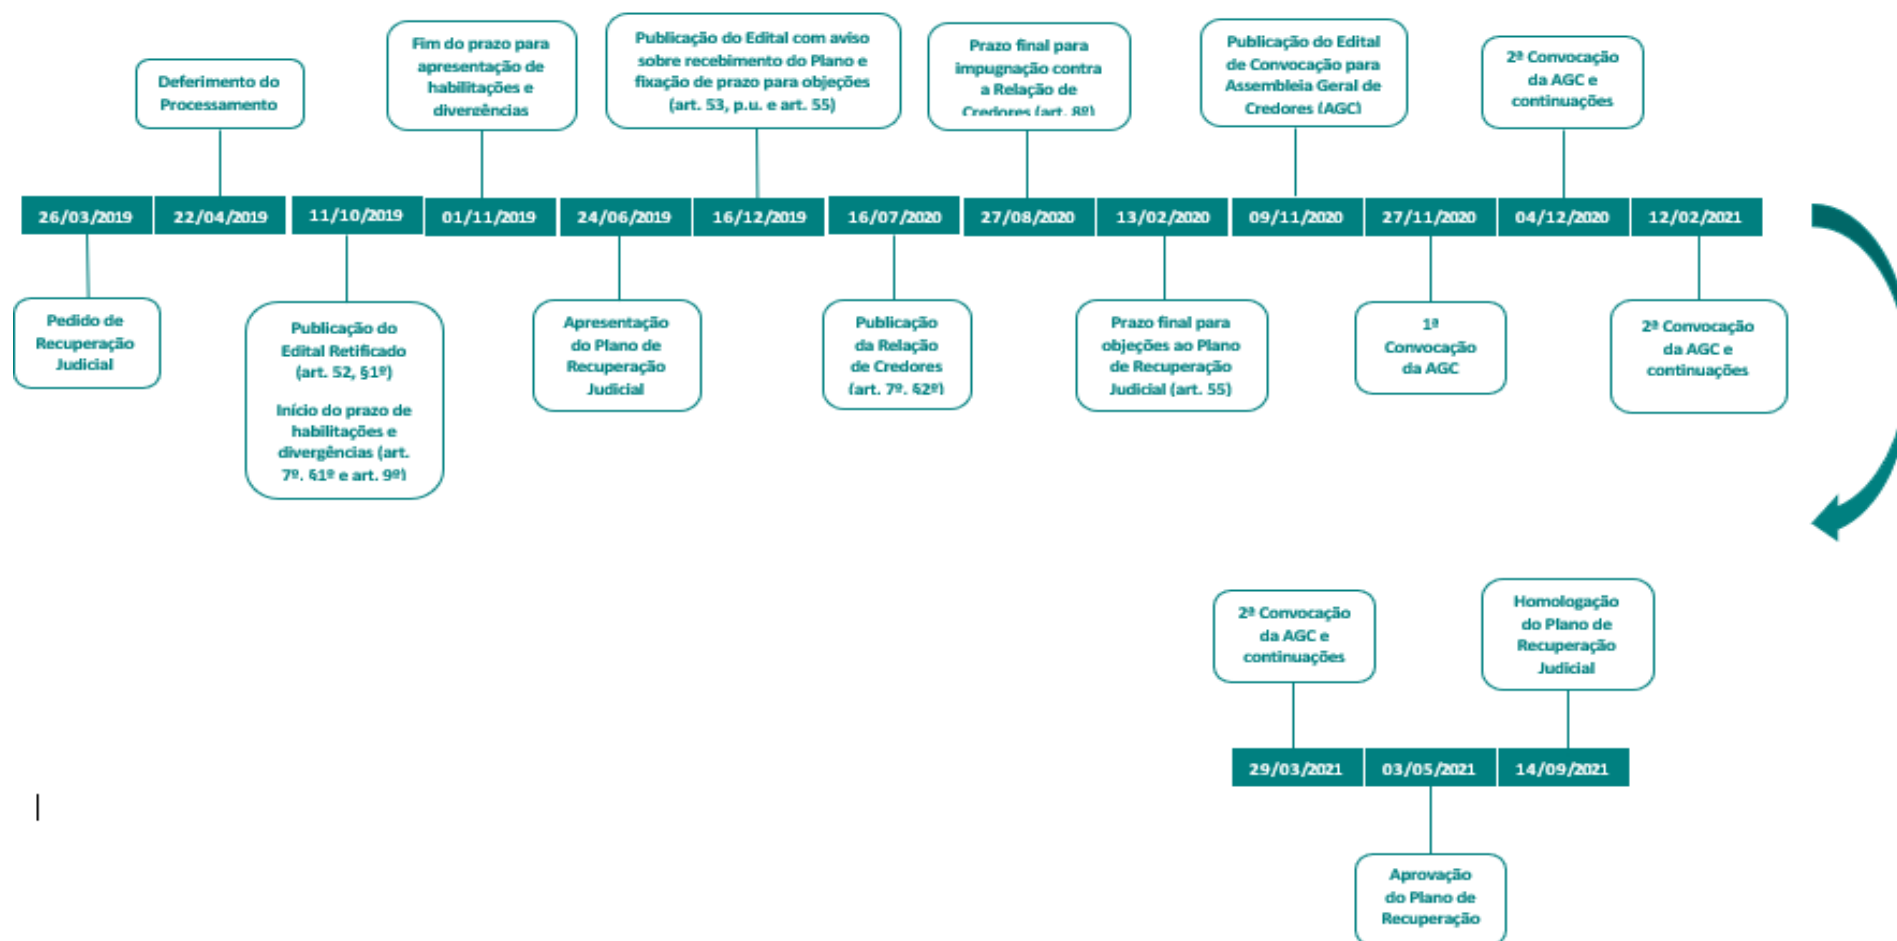 Deferimento do
Processamento
Fim do prazo para
apresentação de
habilitações e
divergências
Publicação do Edital com aviso
sobre recebimento do Plano e
fixação de prazo para objeções
(art. 53, p.u. e art. 55)
Prazo final para
impugnação contra
a Relação de
Credores (art. 8º)
Publicação do Edital
de Convocação para
Assembleia Geral de
Credores (AGC)
2ª Convocação
da AGC e
continuações
26/03/2019
22/04/2019
11/10/2019
01/11/2019
24/06/2019
16/12/2019
16/07/2020
27/08/2020
13/02/2020
09/11/2020
27/11/2020
04/12/2020
12/02/2021
Pedido de
Recuperação
Judicial
Publicação do
Edital Retificado
(art. 52, §1º)
Início do prazo de
habilitações e
divergências (art.
7º, §1º e art. 9º)
Apresentação
do Plano de
Recuperação
Judicial
Publicação
da Relação
de Credores
(art. 7º, §2º)
Prazo final para
objeções ao Plano
de Recuperação
Judicial (art. 55)
1ª
Convocação
da AGC
2ª Convocação
da AGC e
continuações
2ª Convocação
da AGC e
continuações
Homologação
do Plano de
Recuperação
Judicial
29/03/2021
03/05/2021
14/09/2021
Aprovação
do Plano de
Recuperação